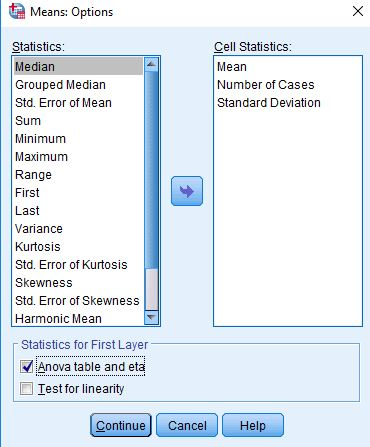 Means: Options
Statistics:
Median
Grouped Median
Std. Error of Mean
Sum
Minimum
Maximum
Range
First
Last
Variance
Kurtosis
Std. Error of Kurtosis
Skewness
Std. Error of Skewness
Harmonic Mean
Cell Statistics:
Mean
Number of Cases
Standard Deviation
Statistics for First Layer
Anova table and eta
Test for linearity
Continue
Cancel
Help